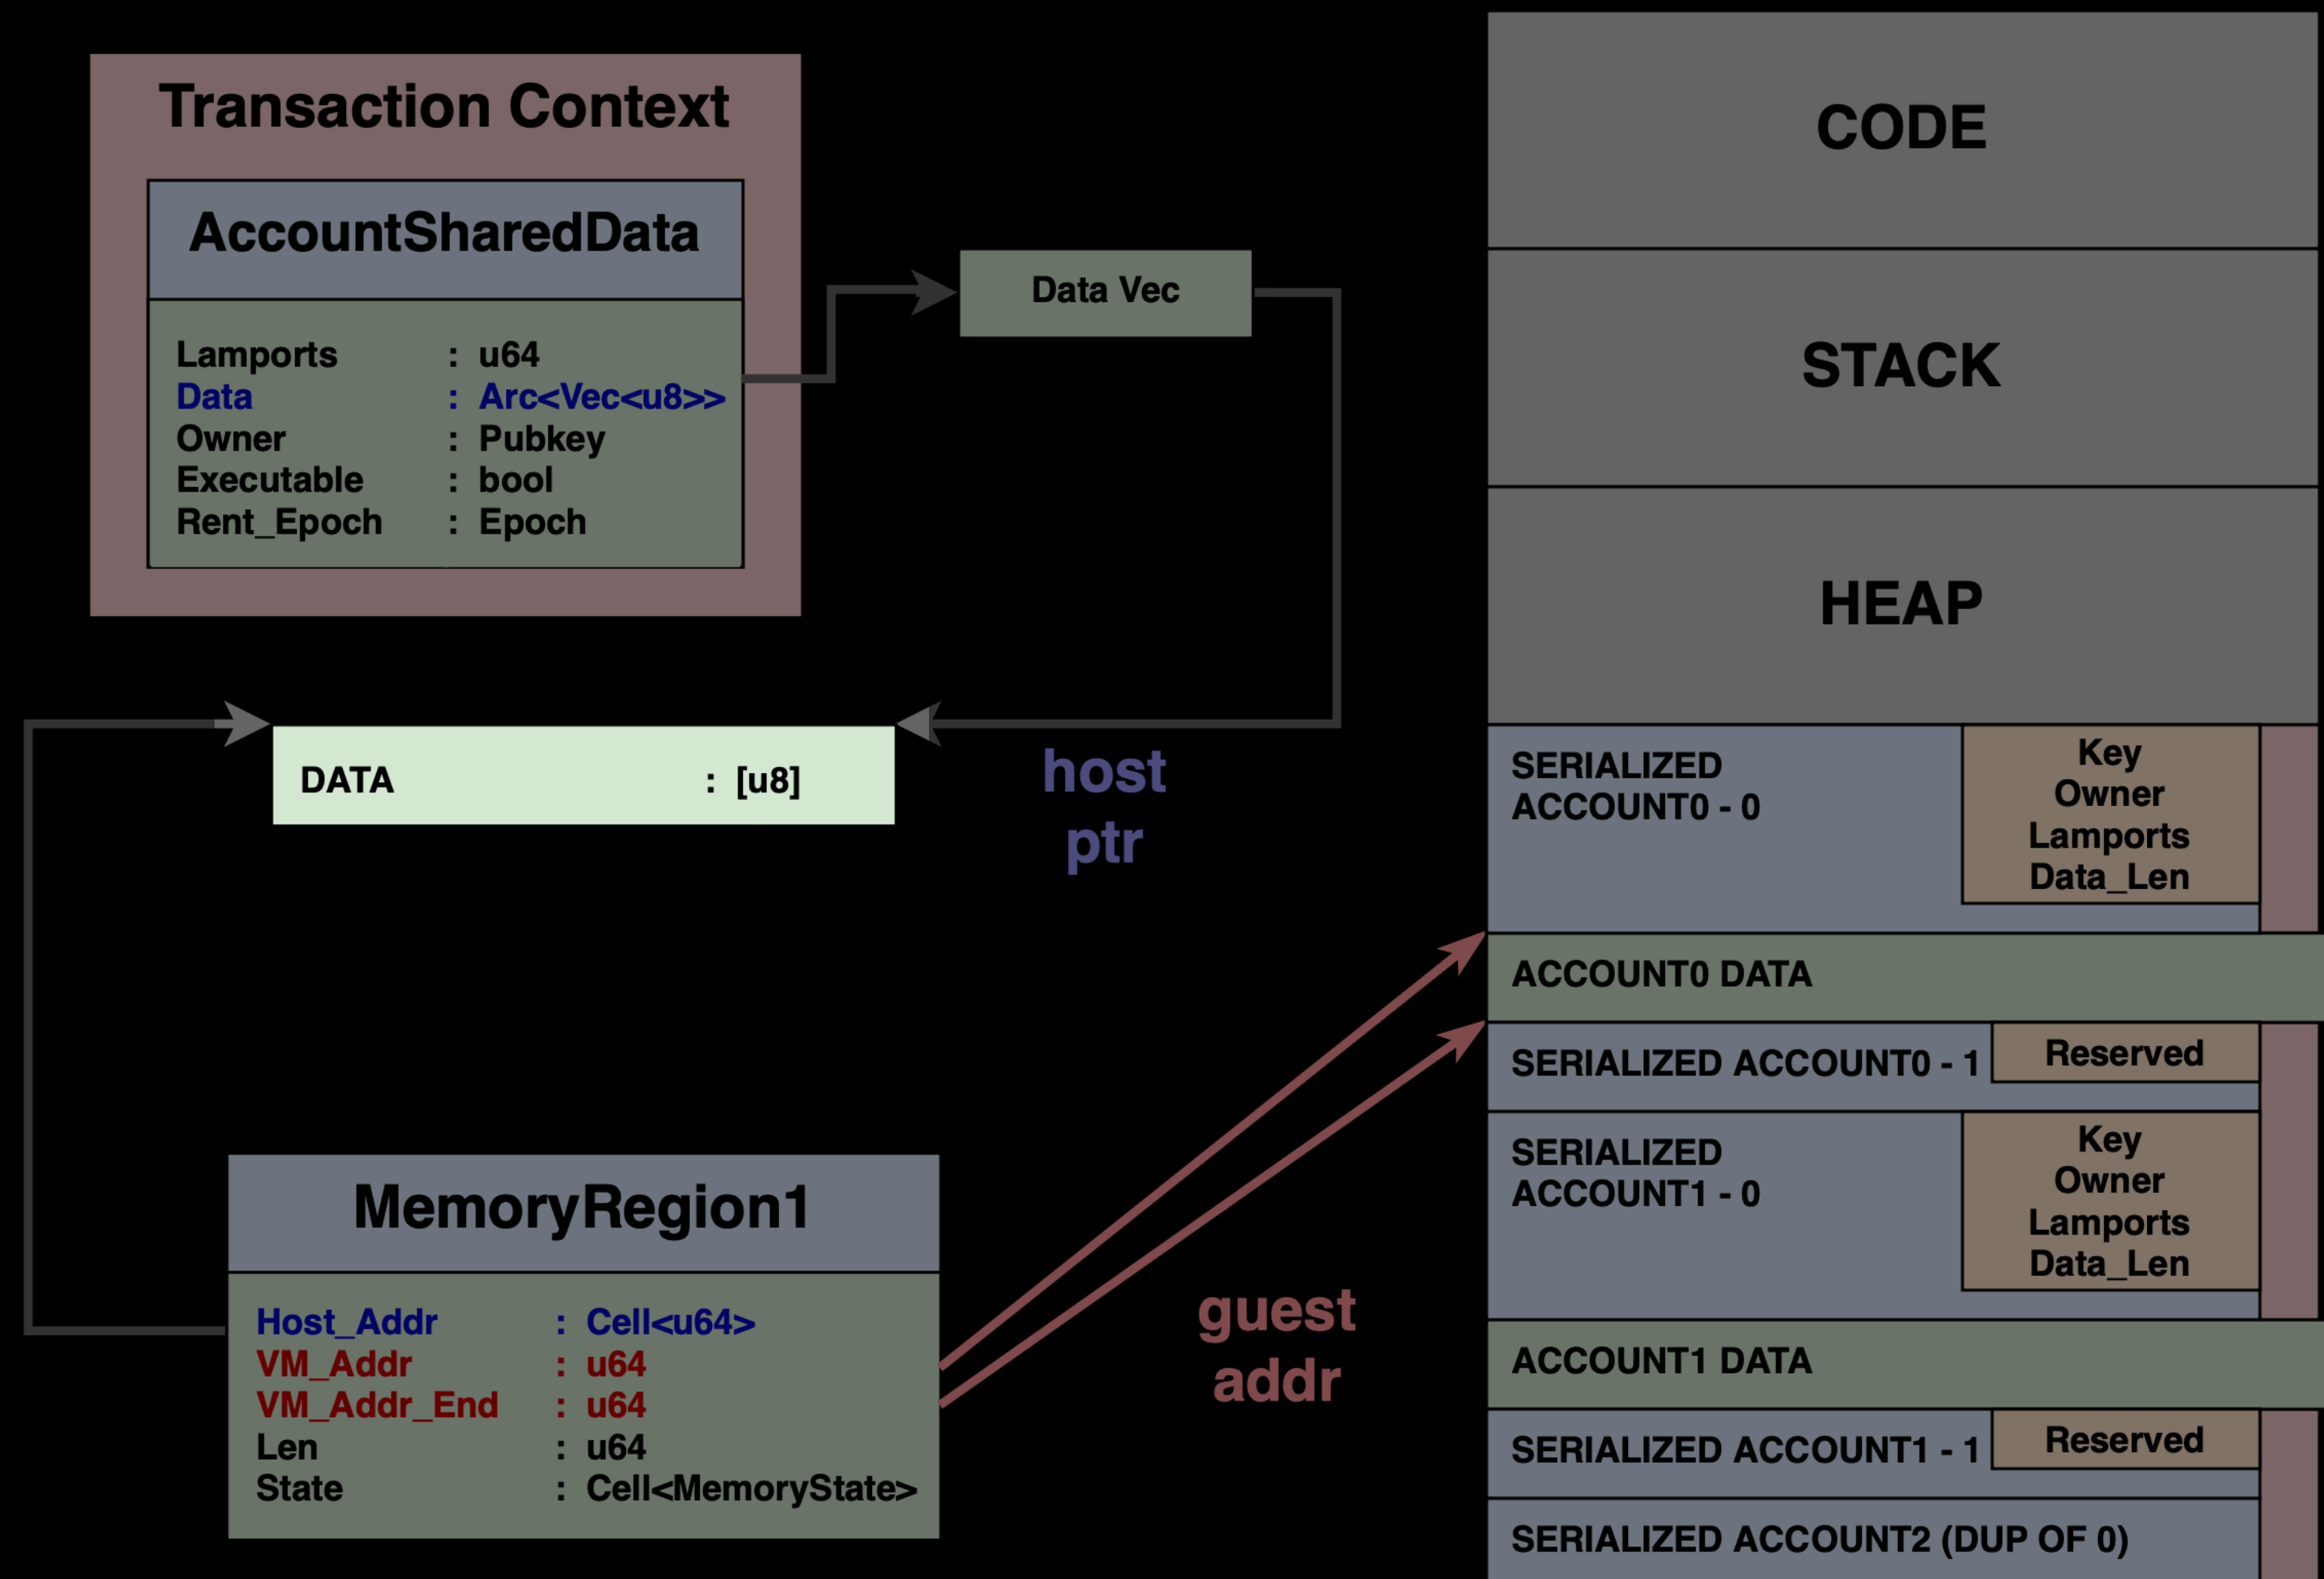 Transaction Context
AccountSharedData
Lamports : u64
Data : Arc<Vec<u8>>
Owner : Pubkey
Executable : bool
Rent_Epoch : Epoch
Data Vec
DATA : [u8]
host
ptr
MemoryRegion1
Host_Addr : Cell<u64>
VM_Addr : u64
VM_Addr_End : u64
Len : u64
State : Cell<MemoryState>
guest
addr
CODE
STACK
HEAP
SERIALIZED
ACCOUNT0 - 0
Key
Owner
Lamports
Data_Len
ACCOUNT0 DATA
SERIALIZED ACCOUNT0 - 1
Reserved
SERIALIZED
ACCOUNT1 - 0
Key
Owner
Lamports
Data_Len
ACCOUNT1 DATA
SERIALIZED ACCOUNT1 - 1
Reserved
SERIALIZED ACCOUNT2 (DUP OF 0)